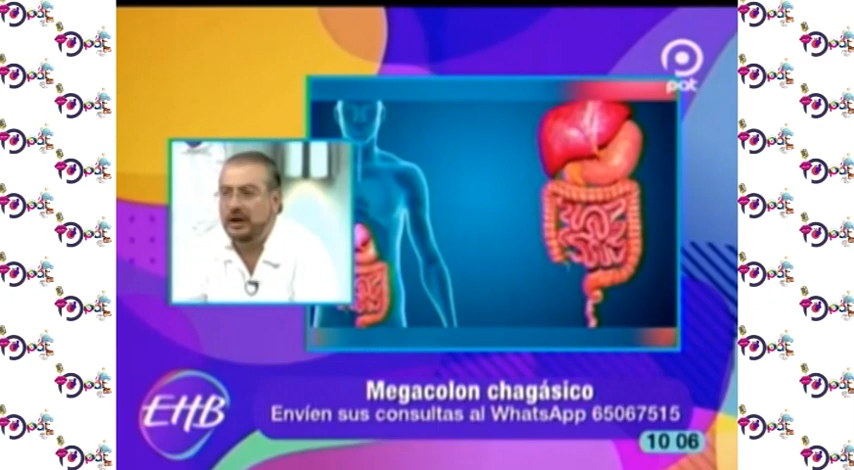 pat
EHB
Megacolon chagásico
Envíen sus consultas al WhatsApp 65067515
10 06